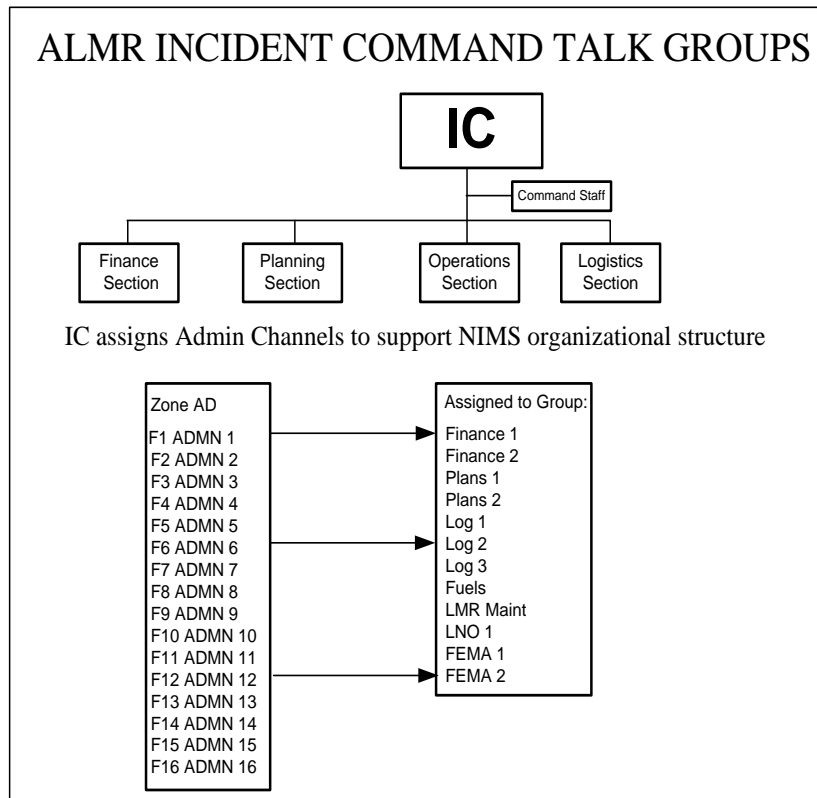 ALMR INCIDENT COMMAND TALK GROUPS
IC
Command Staff
Finance
Section
Planning
Section
Operations
Section
Logistics
Section
IC assigns Admin Channels to support NIMS organizational structure
Zone AD
F1 ADMN 1
F2 ADMN 2
F3 ADMN 3
F4 ADMN 4
F5 ADMN 5
F6 ADMN 6
F7 ADMN 7
F8 ADMN 8
F9 ADMN 9
F10 ADMN 10
F11 ADMN 11
F12 ADMN 12
F13 ADMN 13
F14 ADMN 14
F15 ADMN 15
F16 ADMN 16
Assigned to Group:
Finance 1
Finance 2
Plans 1
Plans 2
Log 1
Log 2
Log 3
Fuels
LMR Maint
LNO 1
FEMA 1
FEMA 2